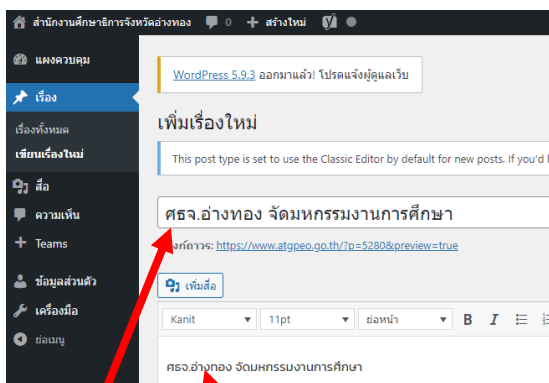 สำนักงานศึกษาธิการจังหวัดอ่างทอง 0 + สร้างใหม่
แผงควบคุม
WordPress 5.9.3 ออกมาแล้ว! โปรดแจ้งผู้ดูแลเว็บ
เรื่อง
เรื่องทั้งหมด
เพิ่มเรื่องใหม่
เขียนเรื่องใหม่
This post type is set to use the Classic Editor by default for new posts. If you'd
สื่อ
ความเห็น
ศธจ.อ่างทอง จัดมหกรรมงานการศึกษา
Teams
https://www.atgpeo.go.th/?p=5280&preview=true
ข้อมูลส่วนตัว
เพิ่มสื่อ
เครื่องมือ
Kanit 11pt ย่อหน้า B I
ย่อเมนู
ศธจ.อ่างทอง จัดมหกรรมงานการศึกษา